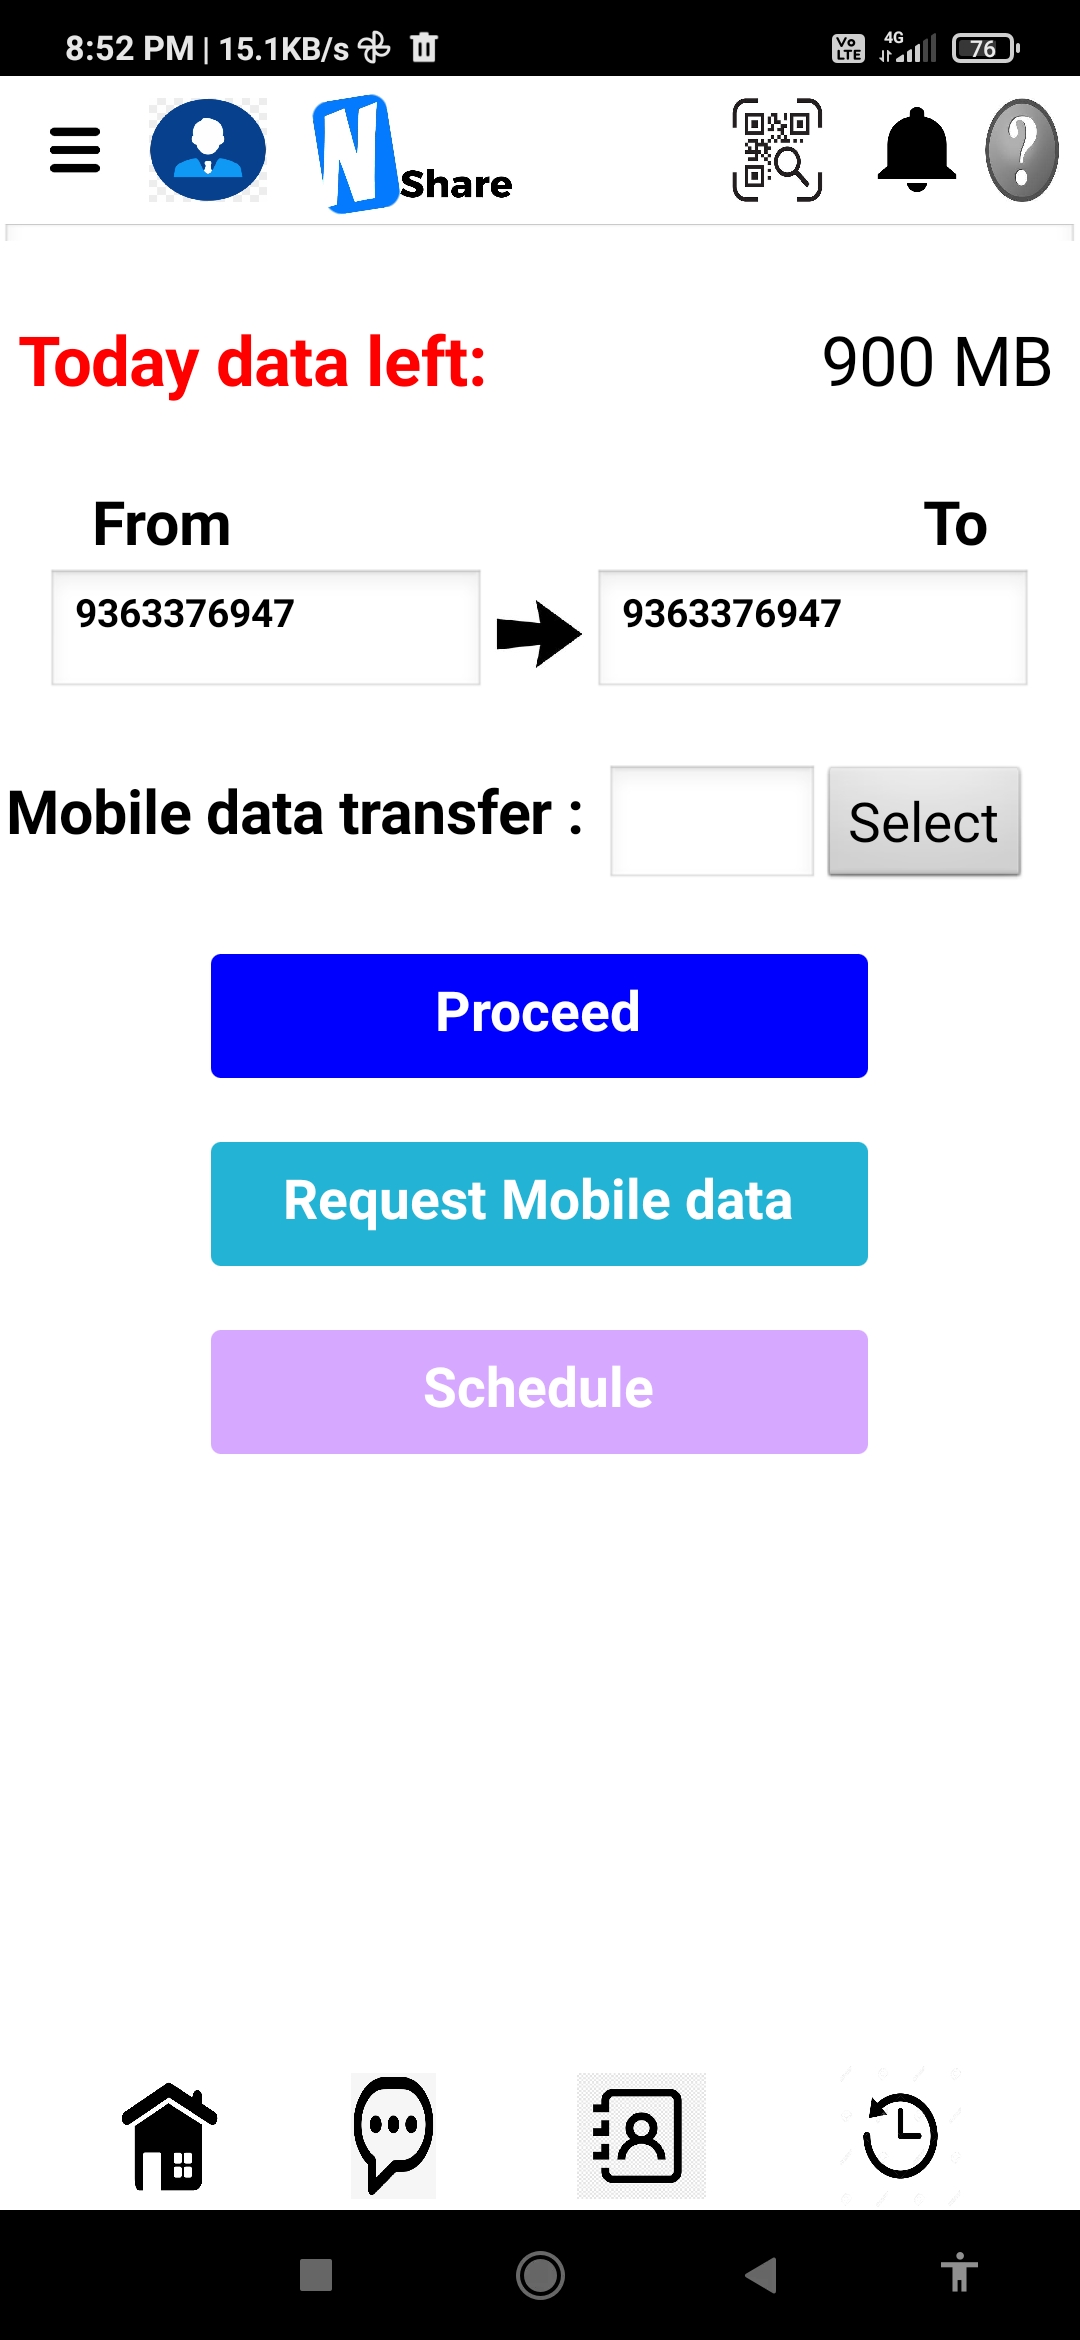 8:52 PM | 15.1KB/s Vo LTE 4G 76
N Share
Today data left: 900 MB
From To
9363376947 9363376947
Mobile data transfer : Select
Proceed
Request Mobile data
Schedule